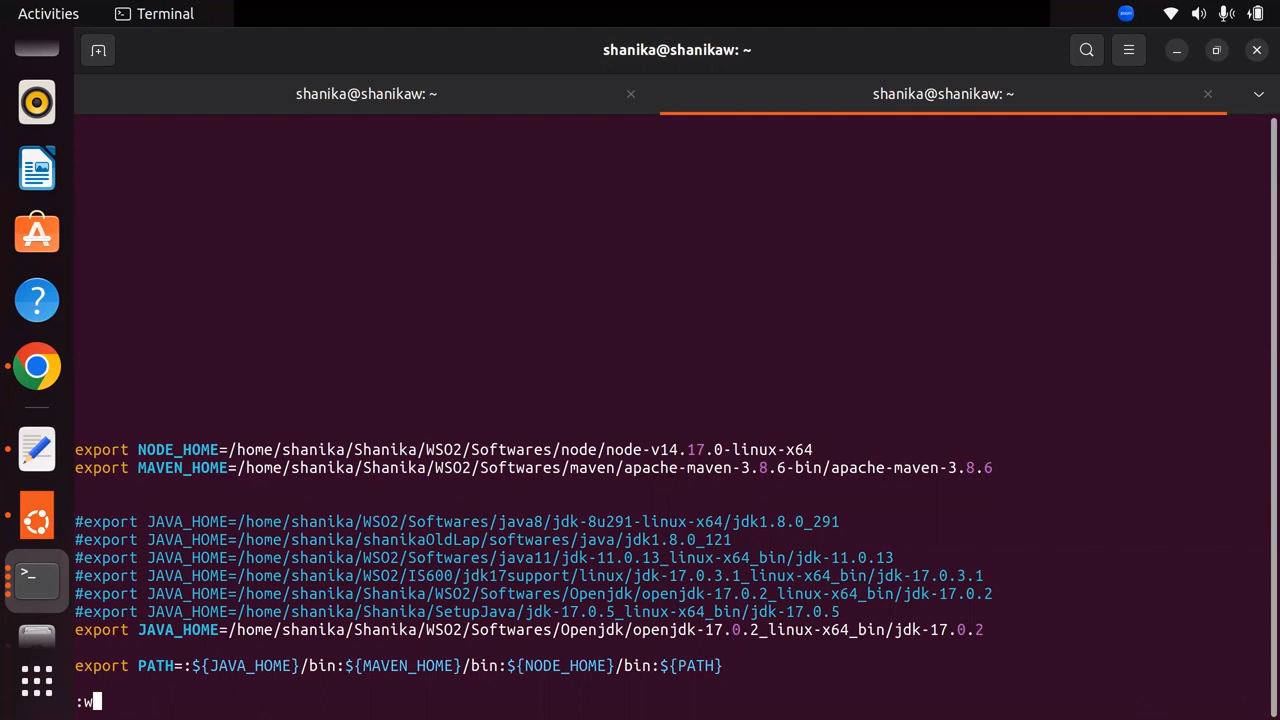 Activities
Terminal
zoom
shanika@shanikaw: ~
shanika@shanikaw: ~
shanika@shanikaw: ~
export NODE_HOME=/home/shanika/Shanika/WSO2/Softwares/node/node-v14.17.0-linux-x64
export MAVEN_HOME=/home/shanika/Shanika/WSO2/Softwares/maven/apache-maven-3.8.6-bin/apache-maven-3.8.6
#export JAVA_HOME=/home/shanika/WSO2/Softwares/java8/jdk-8u291-linux-x64/jdk1.8.0_291
#export JAVA_HOME=/home/shanikaOldLap/softwares/java/jdk1.8.0_121
#export JAVA_HOME=/home/shanika/WSO2/Softwares/java11/jdk-11.0.13_linux-x64_bin/jdk-11.0.13
#export JAVA_HOME=/home/shanika/WSO2/IS600/jdk17support/linux/jdk-17.0.3.1_linux-x64_bin/jdk-17.0.3.1
#export JAVA_HOME=/home/shanika/WSO2/Softwares/Openjdk/openjdk-17.0.2_linux-x64_bin/jdk-17.0.2
#export JAVA_HOME=/home/shanika/Shanika/SetupJava/jdk-17.0.5_linux-x64_bin/jdk-17.0.5
export JAVA_HOME=/home/shanika/Shanika/WSO2/Softwares/Openjdk/openjdk-17.0.2_linux-x64_bin/jdk-17.0.2
export PATH=:${JAVA_HOME}/bin:${MAVEN_HOME}/bin:${NODE_HOME}/bin:${PATH}
:w